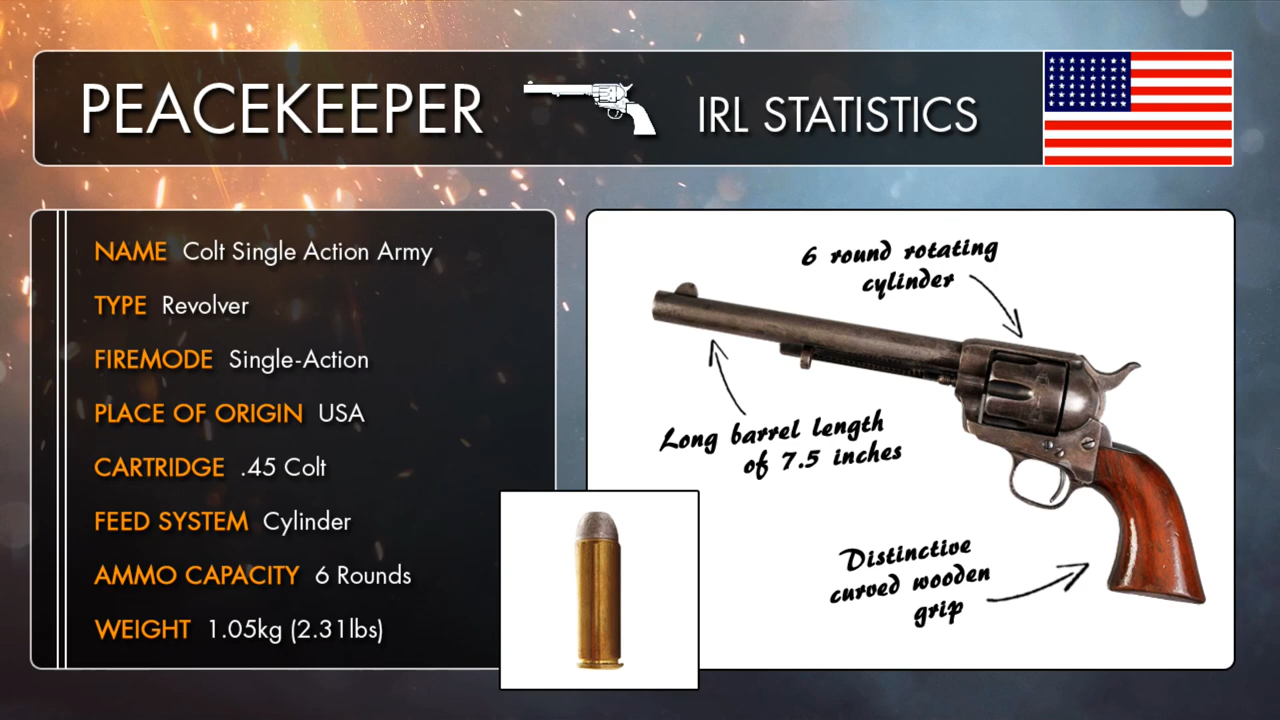 PEACEKEEPER
IRL STATISTICS
NAME Colt Single Action Army
TYPE Revolver
FIREMODE Single-Action
PLACE OF ORIGIN USA
CARTRIDGE .45 Colt
FEED SYSTEM Cylinder
AMMO CAPACITY 6 Rounds
WEIGHT 1.05kg (2.31lbs)
6 round rotating
cylinder
Long barrel length
of 7.5 inches
Distinctive
curved wooden
grip